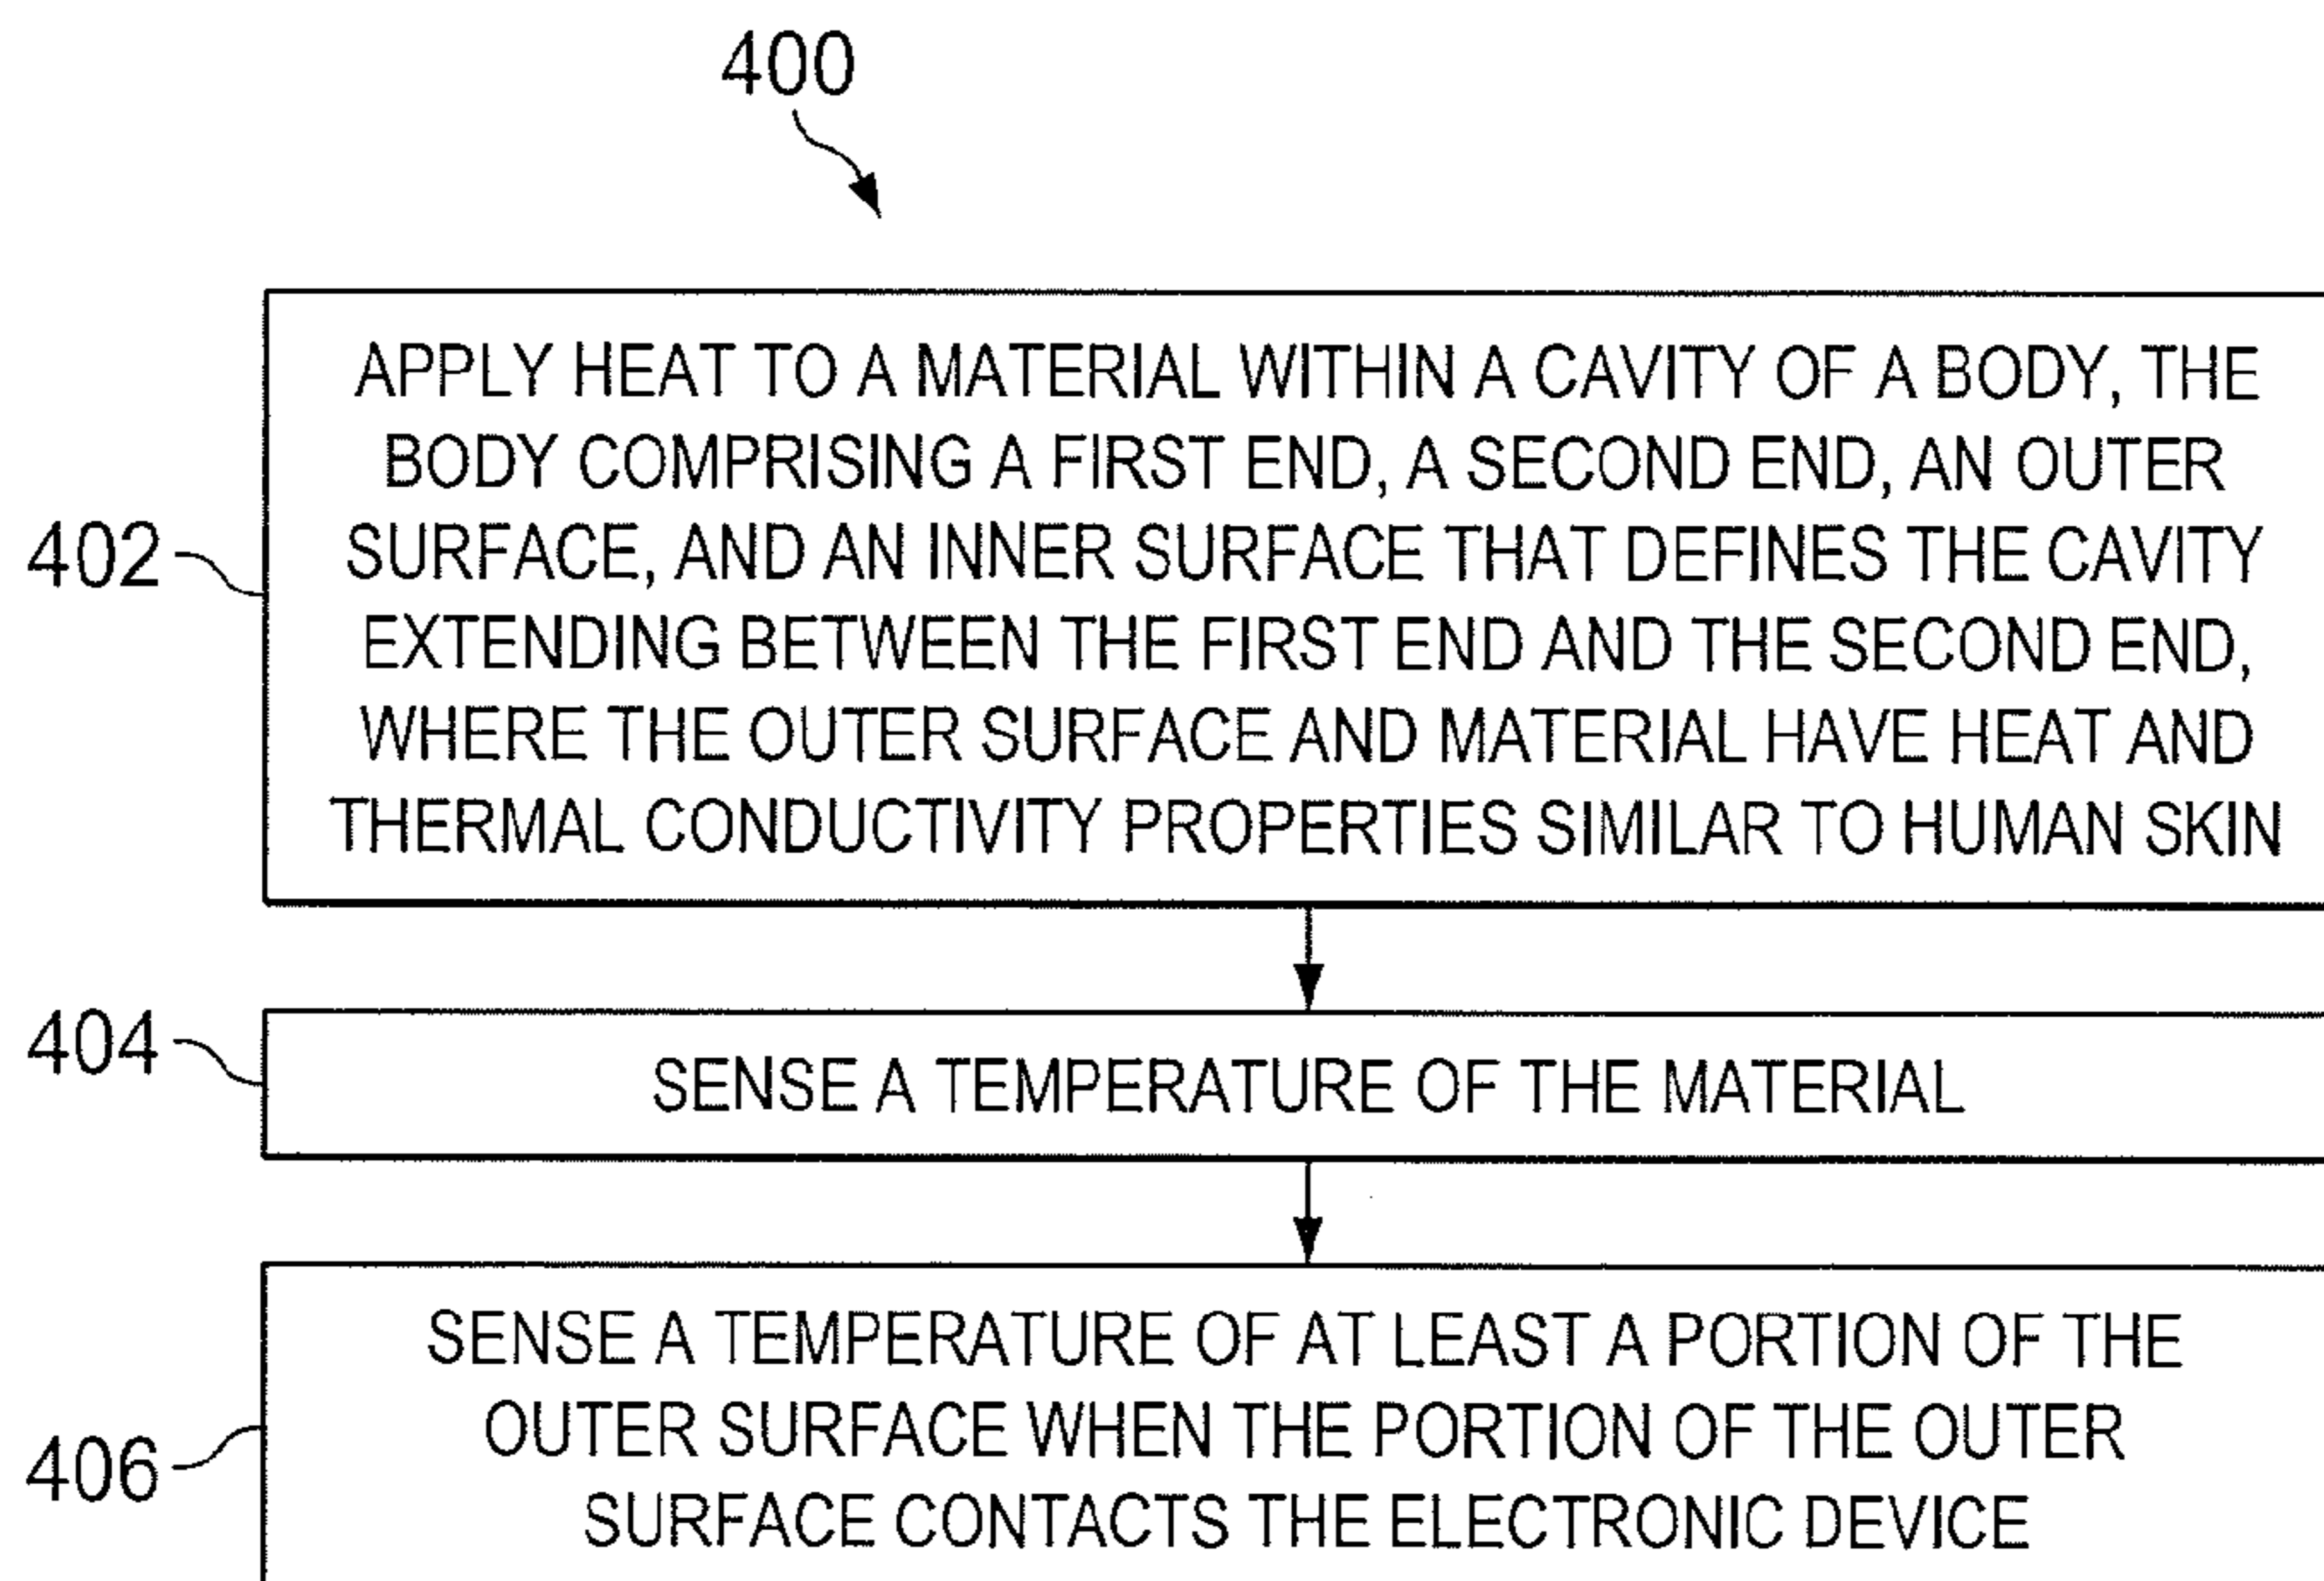 400
402
APPLY HEAT TO A MATERIAL WITHIN A CAVITY OF A BODY, THE
BODY COMPRISING A FIRST END, A SECOND END, AN OUTER
SURFACE, AND AN INNER SURFACE THAT DEFINES THE CAVITY
EXTENDING BETWEEN THE FIRST END AND THE SECOND END,
WHERE THE OUTER SURFACE AND MATERIAL HAVE HEAT AND
THERMAL CONDUCTIVITY PROPERTIES SIMILAR TO HUMAN SKIN
404
SENSE A TEMPERATURE OF THE MATERIAL
406
SENSE A TEMPERATURE OF AT LEAST A PORTION OF THE
OUTER SURFACE WHEN THE PORTION OF THE OUTER
SURFACE CONTACTS THE ELECTRONIC DEVICE